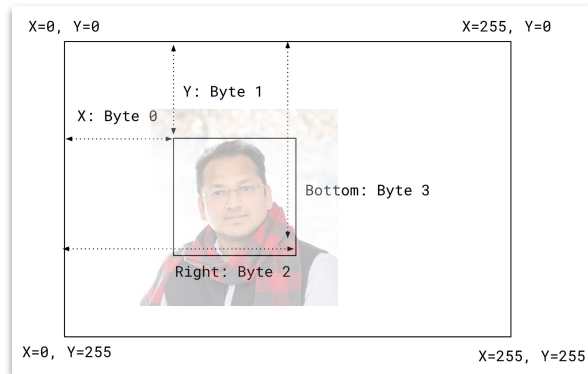 X=0, Y=0
X=255, Y=0
Y: Byte 1
X: Byte 0
Bottom: Byte 3
Right: Byte 2
X=0, Y=255
X=255, Y=255